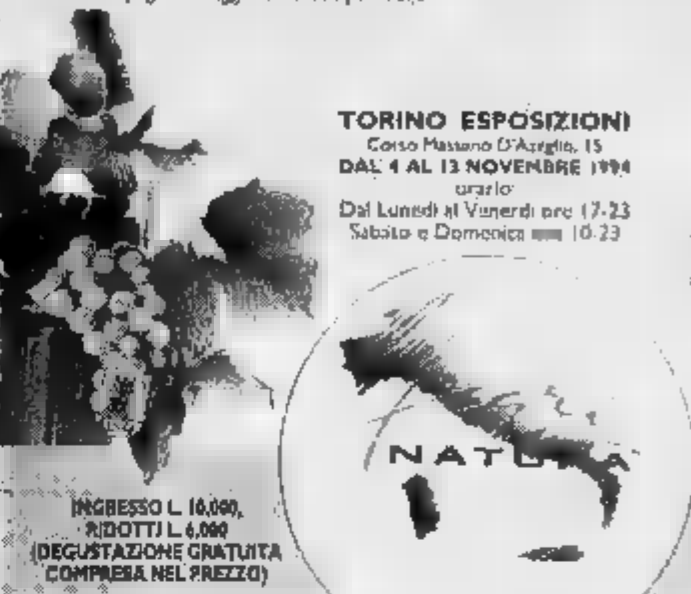 TORINO ESPOSIZIONI
Corso Massimo D'Azeglio, 15
DAL 4 AL 13 NOVEMBRE 1994
orario
Dal Lunedì al Venerdì ore 17-23
Sabato e Domenica ore 10-23
NATURA
INGRESSO L. 10.000,
RIDOTTI L. 6.000
(DEGUSTAZIONE GRATUITA
COMPRESA NEL PREZZO)